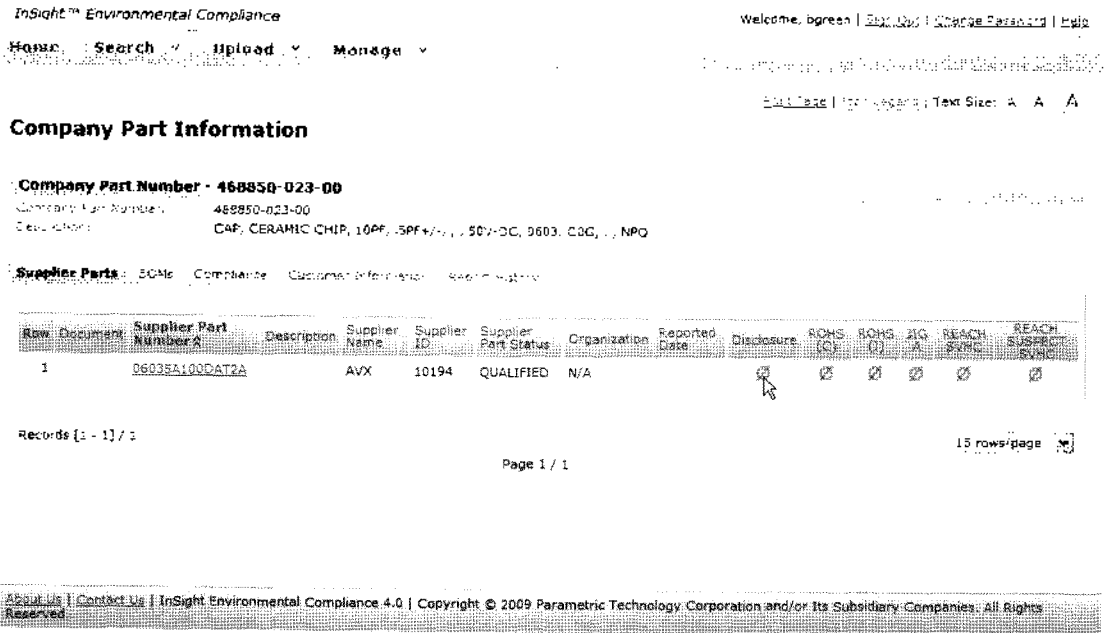 InSight™ Environmental Compliance
Welcome, bgreen | Sign Out | Change Password | Help
Home Search Upload Manage
Print Page | Text Size: A A A
Company Part Information
Company Part Number - 468850-023-00
Company Part Number: 468850-023-00
Description: CAP, CERAMIC CHIP, 10PF, .5PF+/-, , 50V-DC, 0603, C0G, , , NPO
Supplier Parts BOMs Compliance Customer Information Report History
Row Document Supplier Part Number Description Supplier Name Supplier ID Supplier Part Status Organization Reported Date Disclosure ROHS (C) ROHS (I) JIG A REACH SVHC REACH SUSPECT SVHC
1 06035A100DAT2A AVX 10194 QUALIFIED N/A
Records [1 - 1] / 1
15 rows/page
Page 1 / 1
About Us | Contact Us | InSight Environmental Compliance 4.0 | Copyright © 2009 Parametric Technology Corporation and/or Its Subsidiary Companies. All Rights
Reserved